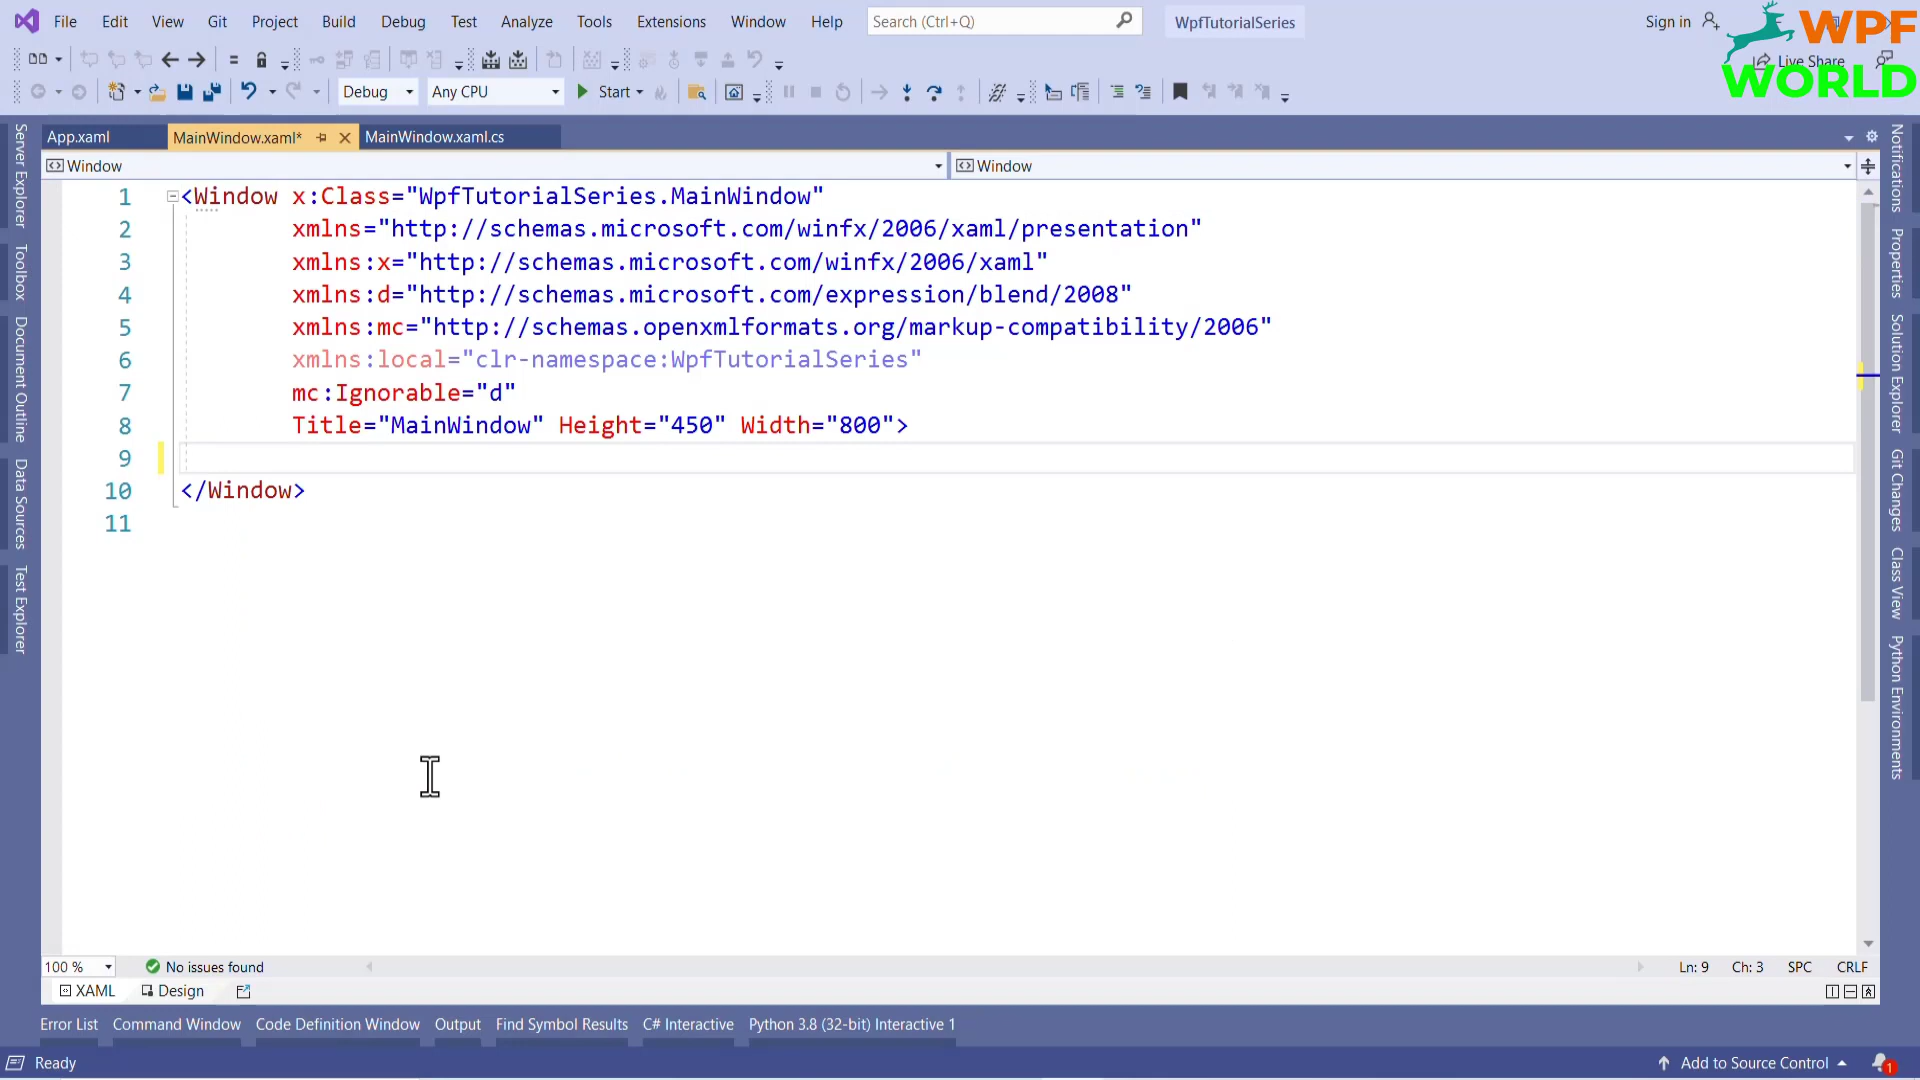 File Edit View Git Project Build Debug Test Analyze Tools Extensions Window Help Search (Ctrl+Q) WpfTutorialSeries Sign in
WPF
WORLD
Live Share
Debug Any CPU Start
App.xaml MainWindow.xaml* MainWindow.xaml.cs
Window Window
1 <Window x:Class="WpfTutorialSeries.MainWindow"
2 xmlns="http://schemas.microsoft.com/winfx/2006/xaml/presentation"
3 xmlns:x="http://schemas.microsoft.com/winfx/2006/xaml"
4 xmlns:d="http://schemas.microsoft.com/expression/blend/2008"
5 xmlns:mc="http://schemas.openxmlformats.org/markup-compatibility/2006"
6 xmlns:local="clr-namespace:WpfTutorialSeries"
7 mc:Ignorable="d"
8 Title="MainWindow" Height="450" Width="800">
9
10 </Window>
11
Server Explorer
Toolbox
Document Outline
Data Sources
Test Explorer
Notifications
Properties
Solution Explorer
Git Changes
Class View
Python Environments
100 % No issues found Ln: 9 Ch: 3 SPC CRLF
XAML Design
Error List Command Window Code Definition Window Output Find Symbol Results C# Interactive Python 3.8 (32-bit) Interactive 1
Ready Add to Source Control 1